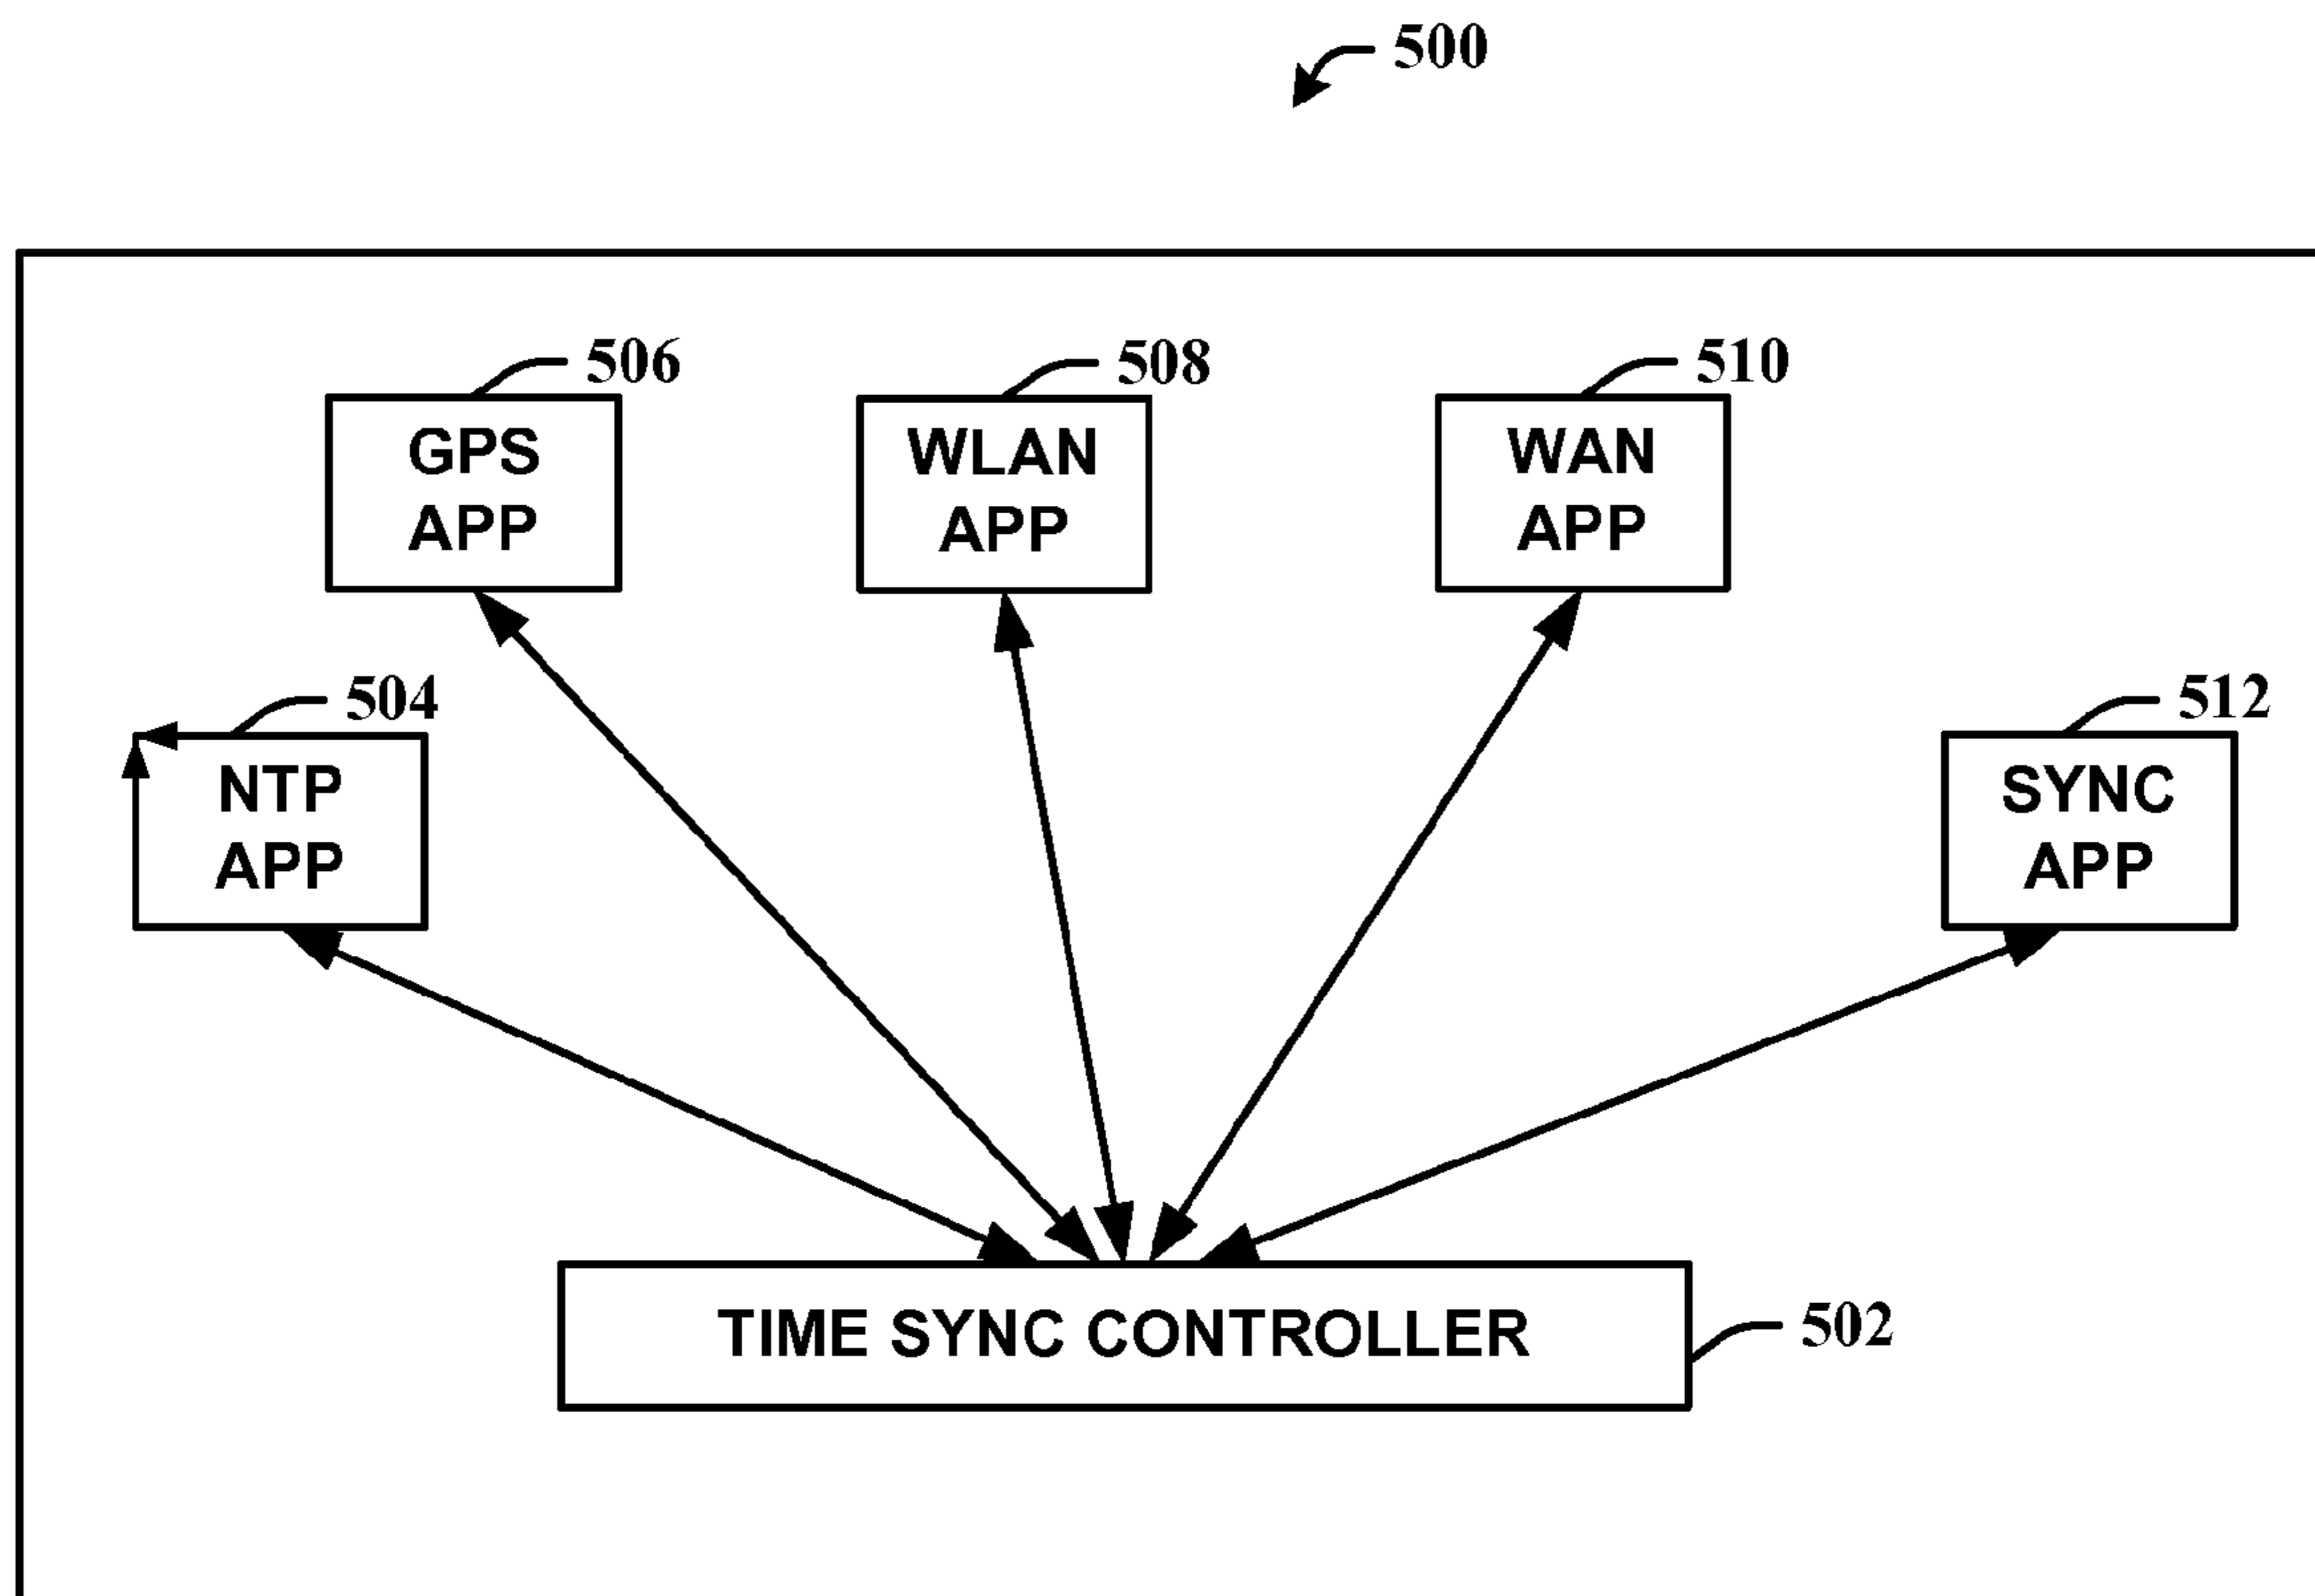 500
506
508
510
GPS
APP
WLAN
APP
WAN
APP
504
512
NTP
APP
SYNC
APP
TIME SYNC CONTROLLER
502